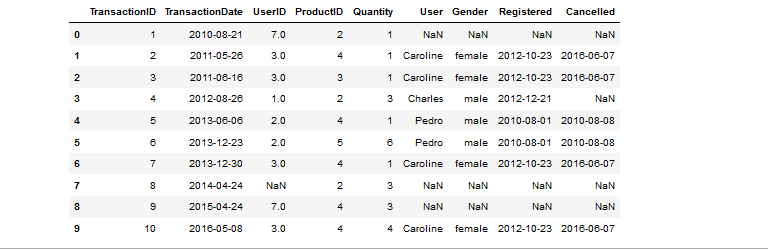 TransactionID TransactionDate UserID ProductID Quantity User Gender Registered Cancelled
0 1 2010-08-21 7.0 2 1 NaN NaN NaN NaN
1 2 2011-05-26 3.0 4 1 Caroline female 2012-10-23 2016-06-07
2 3 2011-06-16 3.0 3 1 Caroline female 2012-10-23 2016-06-07
3 4 2012-08-26 1.0 2 3 Charles male 2012-12-21 NaN
4 5 2013-06-06 2.0 4 1 Pedro male 2010-08-01 2010-08-08
5 6 2013-12-23 2.0 5 6 Pedro male 2010-08-01 2010-08-08
6 7 2013-12-30 3.0 4 1 Caroline female 2012-10-23 2016-06-07
7 8 2014-04-24 NaN 2 3 NaN NaN NaN NaN
8 9 2015-04-24 7.0 4 3 NaN NaN NaN NaN
9 10 2016-05-08 3.0 4 4 Caroline female 2012-10-23 2016-06-07